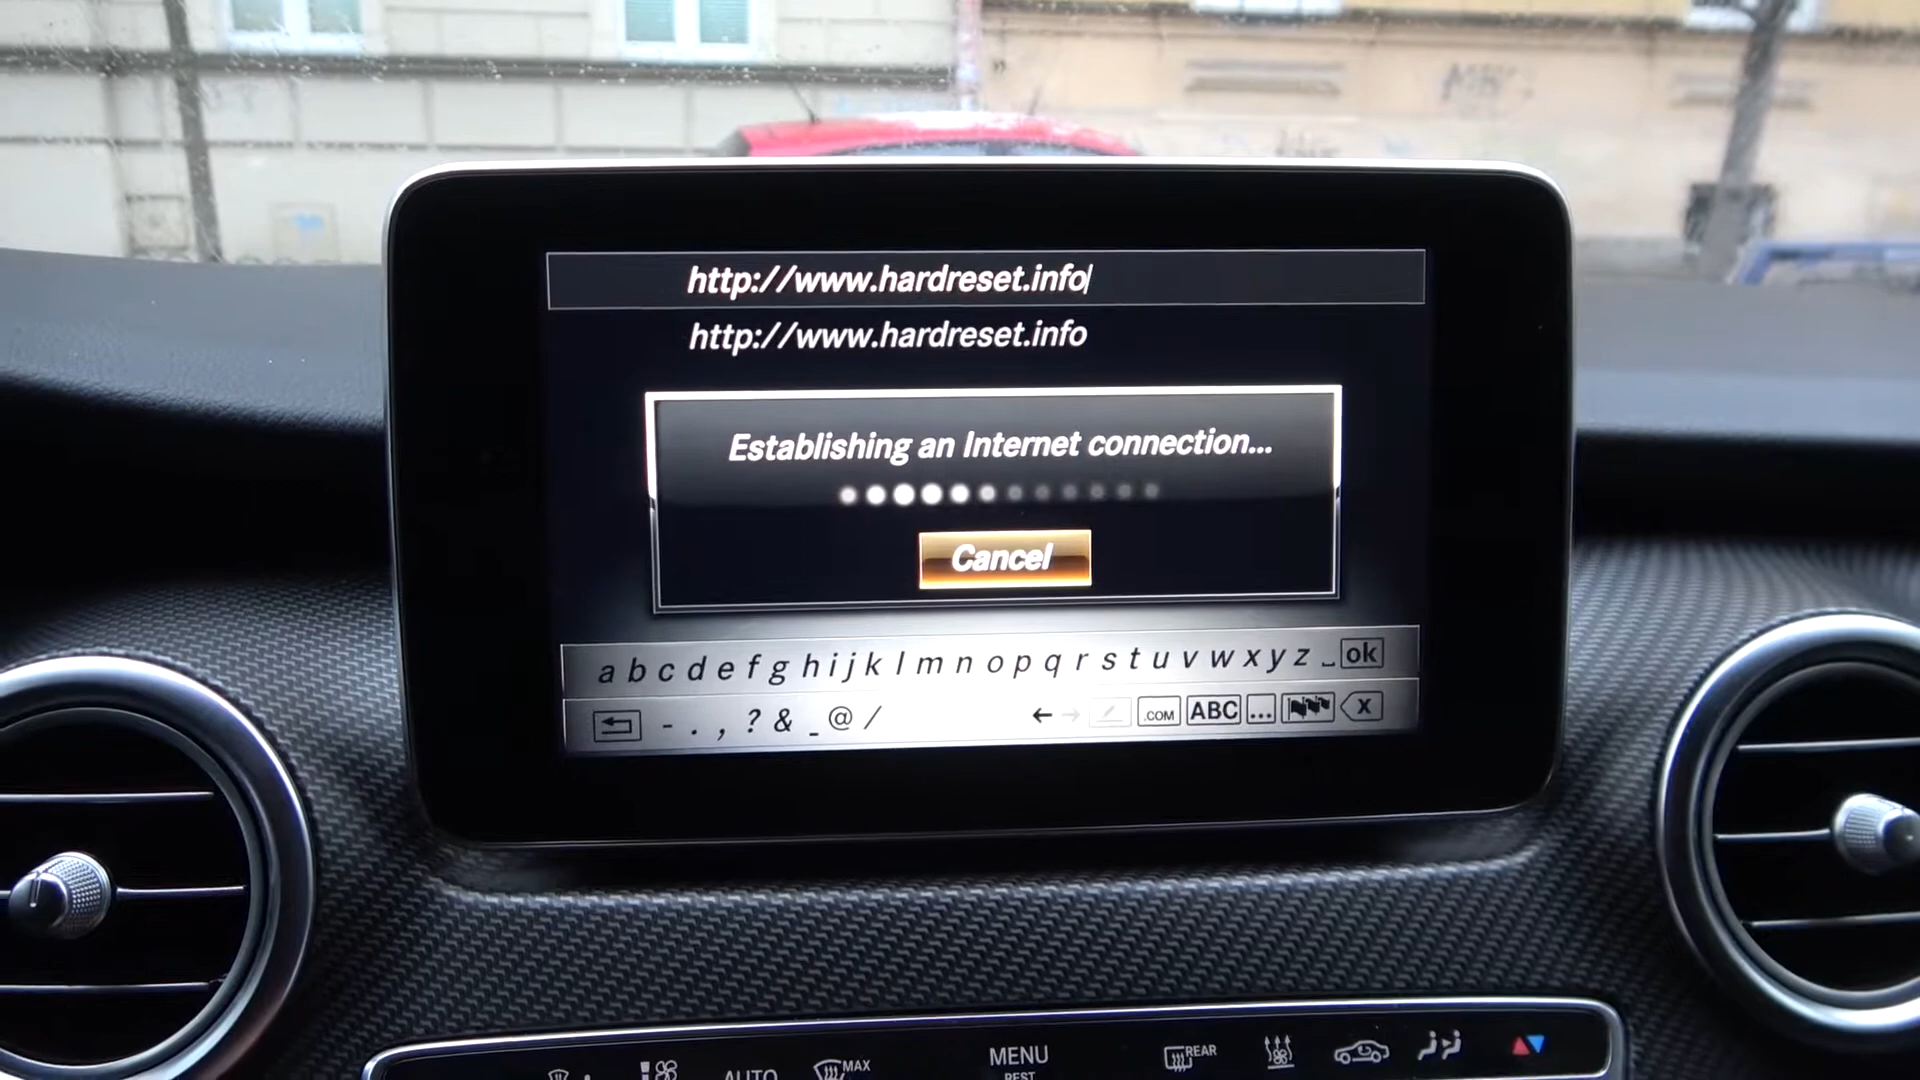 http://www.hardreset.info
http://www.hardreset.info
Establishing an Internet connection...
Cancel
a b c d e f g h i j k l m n o p q r s t u v w x y z ⎵ ok
- . , ? & _ @ / ← → .COM ABC ... X
MENU
REST
AUTO
MAX
REAR